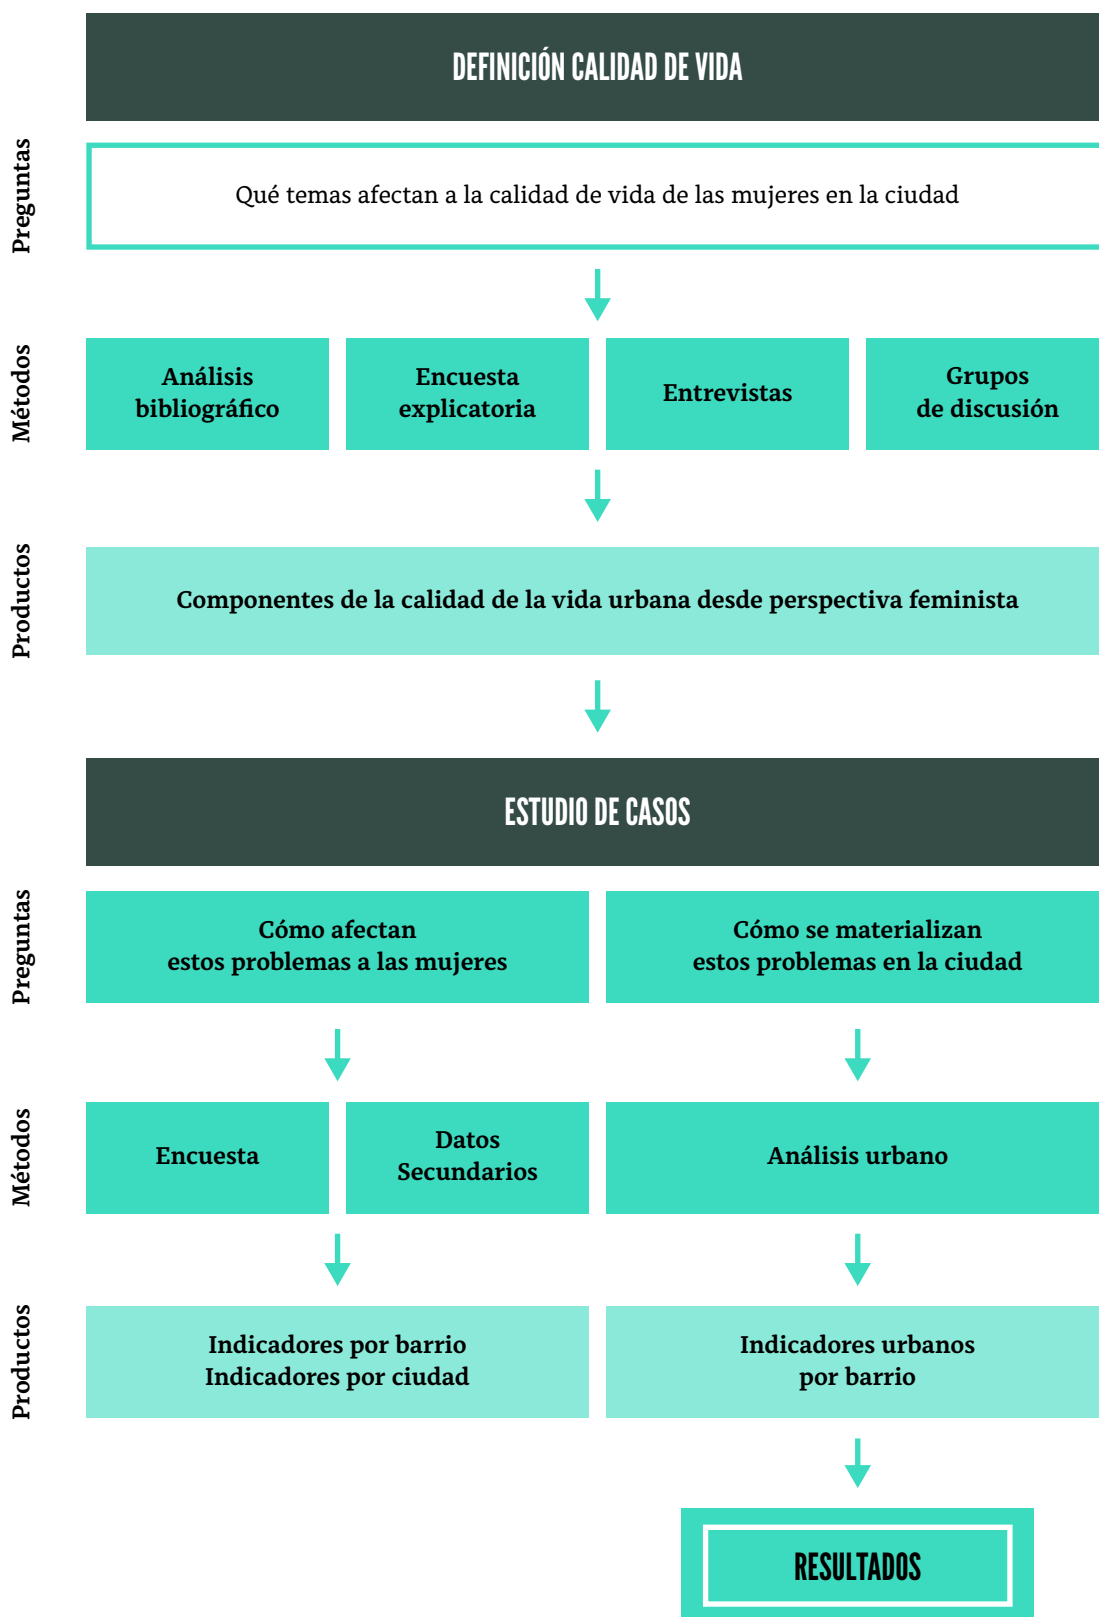 DEFINICIÓN CALIDAD DE VIDA
Preguntas
Qué temas afectan a la calidad de vida de las mujeres en la ciudad
Métodos
Análisis
bibliográfico
Encuesta
explicatoria
Entrevistas
Grupos
de discusión
Productos
Componentes de la calidad de la vida urbana desde perspectiva feminista
ESTUDIO DE CASOS
Preguntas
Cómo afectan
estos problemas a las mujeres
Cómo se materializan
estos problemas en la ciudad
Métodos
Encuesta
Datos
Secundarios
Análisis urbano
Productos
Indicadores por barrio
Indicadores por ciudad
Indicadores urbanos
por barrio
RESULTADOS